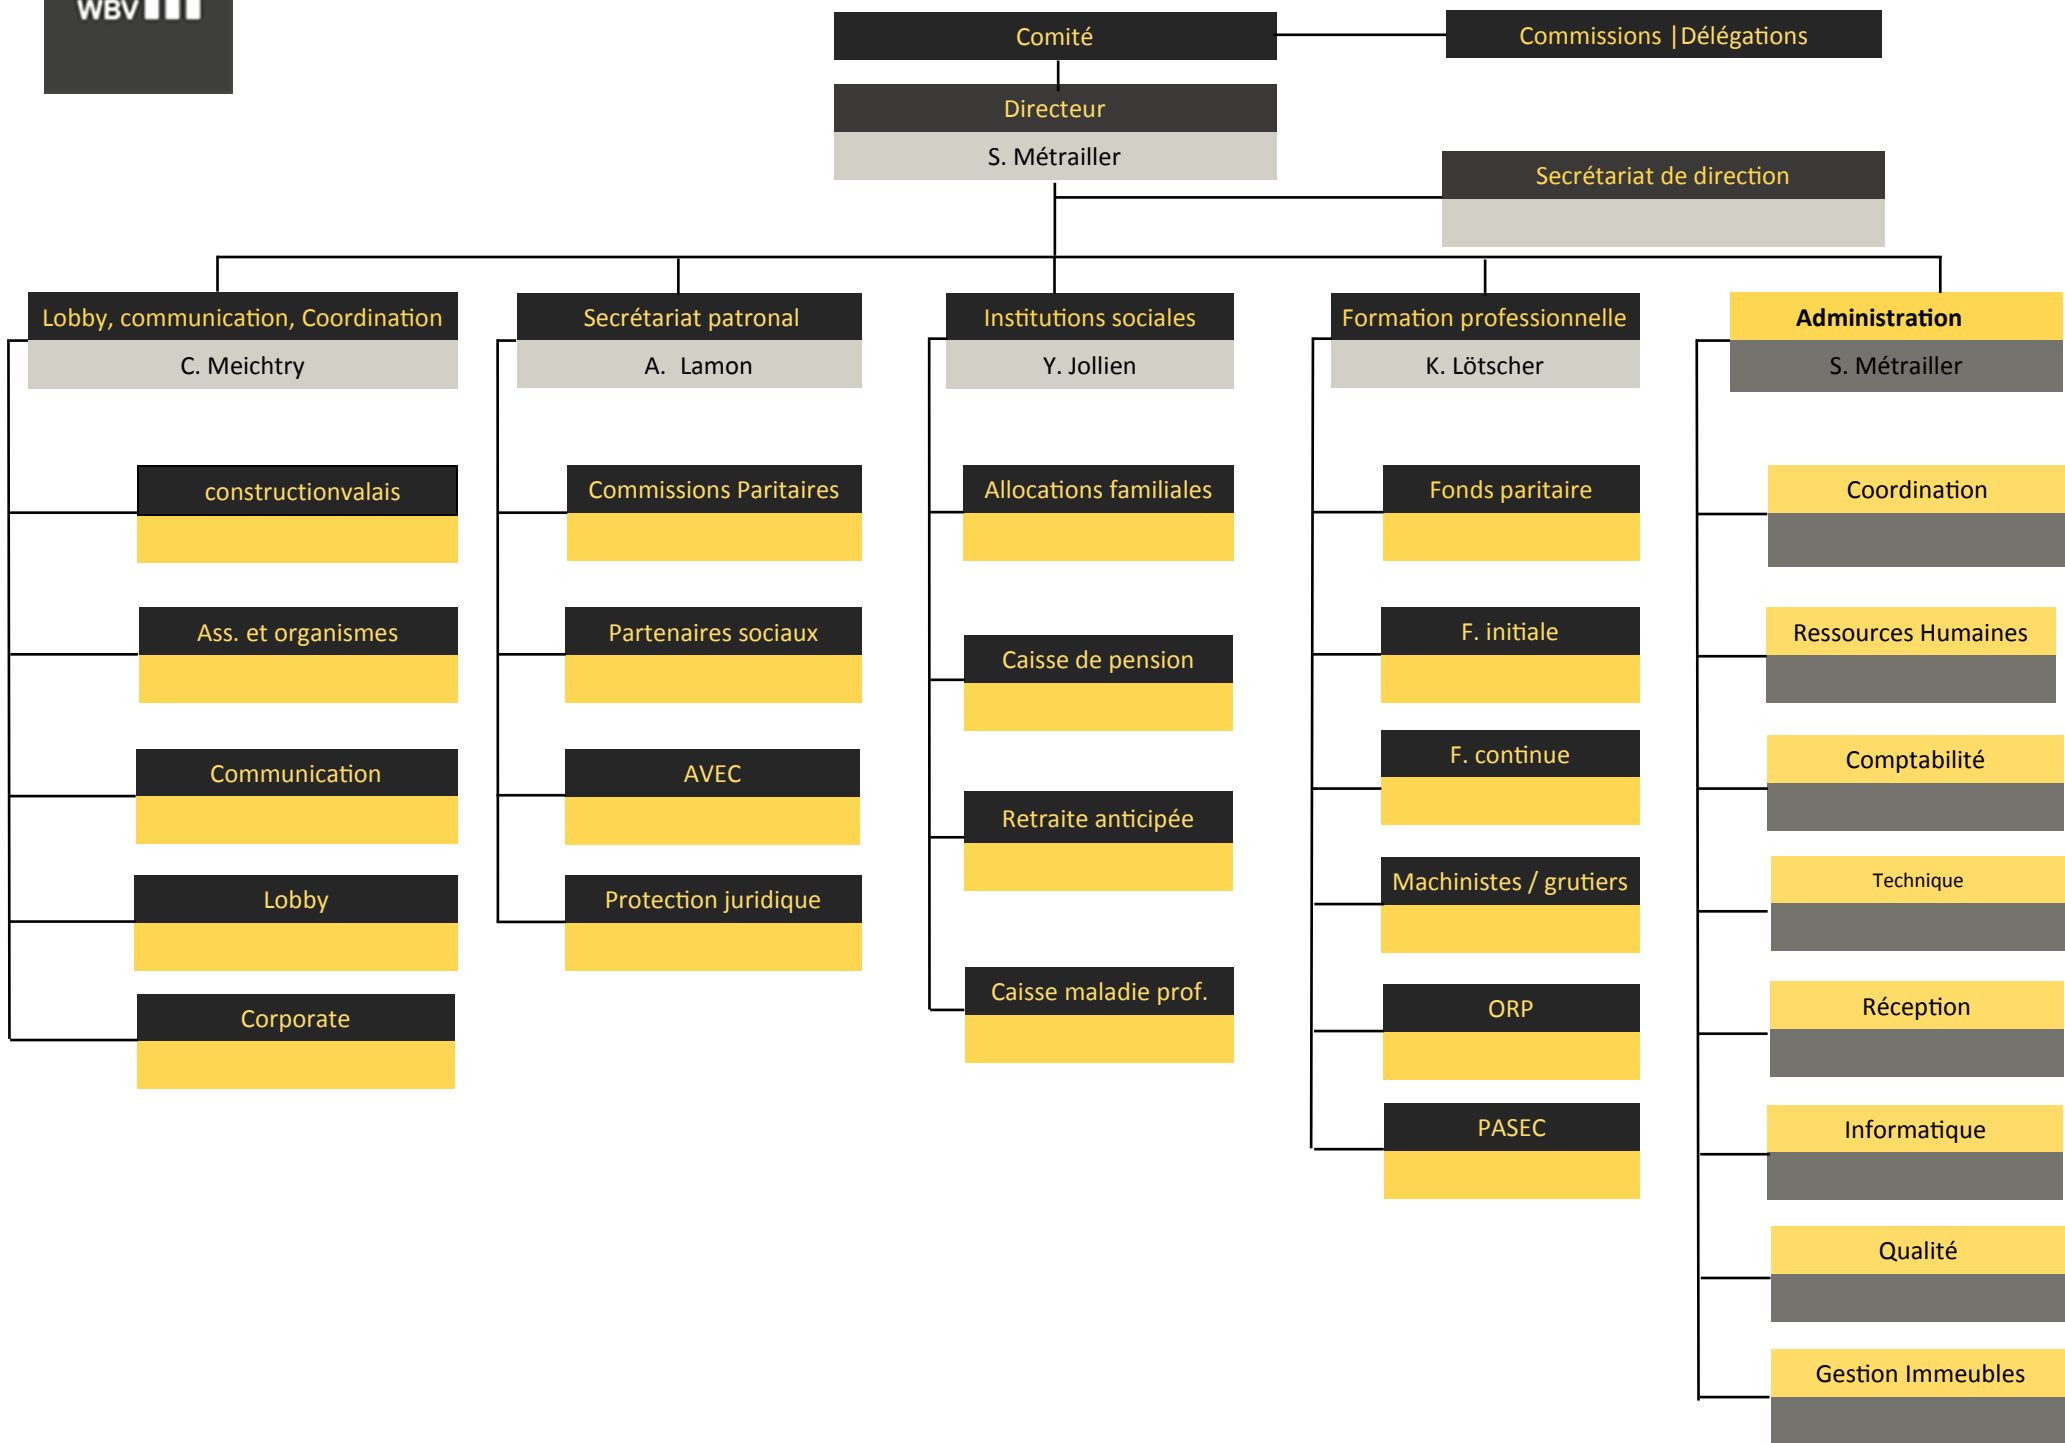 WBV
Comité
Commissions |Délégations
Directeur
S. Métrailler
Secrétariat de direction
Lobby, communication, Coordination
C. Meichtry
Secrétariat patronal
A. Lamon
Institutions sociales
Y. Jollien
Formation professionnelle
K. Lötscher
Administration
S. Métrailler
constructionvalais
Ass. et organismes
Communication
Lobby
Corporate
Commissions Paritaires
Partenaires sociaux
AVEC
Protection juridique
Allocations familiales
Caisse de pension
Retraite anticipée
Caisse maladie prof.
Fonds paritaire
F. initiale
F. continue
Machinistes / grutiers
ORP
PASEC
Coordination
Ressources Humaines
Comptabilité
Technique
Réception
Informatique
Qualité
Gestion Immeubles